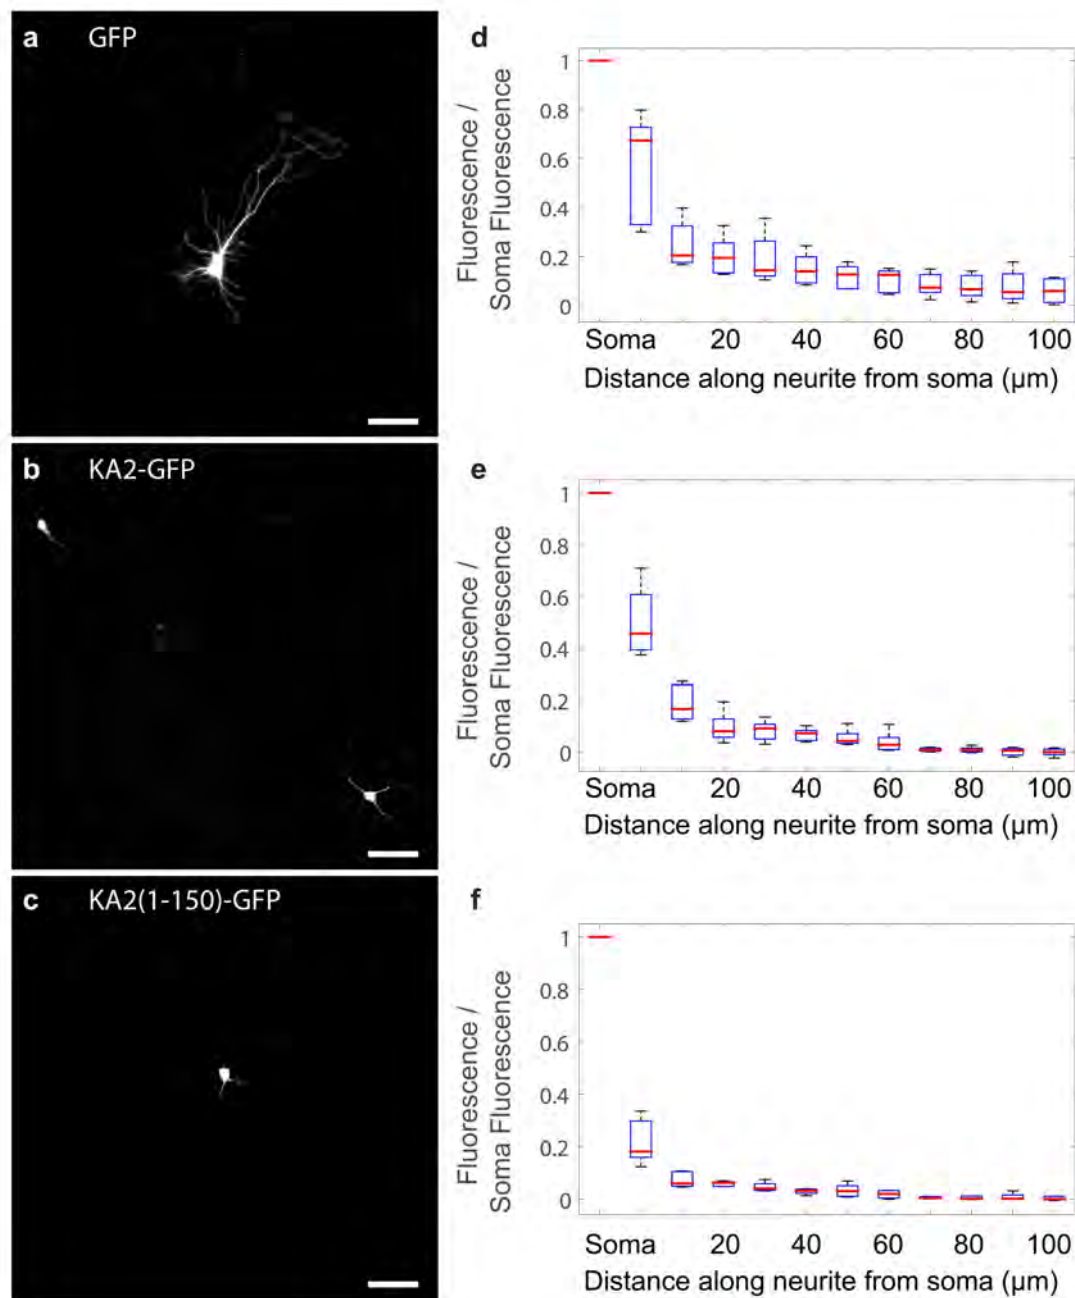 a GFP
d
1
0.8
0.6
0.4
0.2
0
Fluorescence /
Soma Fluorescence
Soma 20 40 60 80 100
Distance along neurite from soma (µm)
b KA2-GFP
e
1
0.8
0.6
0.4
0.2
0
Fluorescence /
Soma Fluorescence
Soma 20 40 60 80 100
Distance along neurite from soma (µm)
c KA2(1-150)-GFP
f
1
0.8
0.6
0.4
0.2
0
Fluorescence /
Soma Fluorescence
Soma 20 40 60 80 100
Distance along neurite from soma (µm)